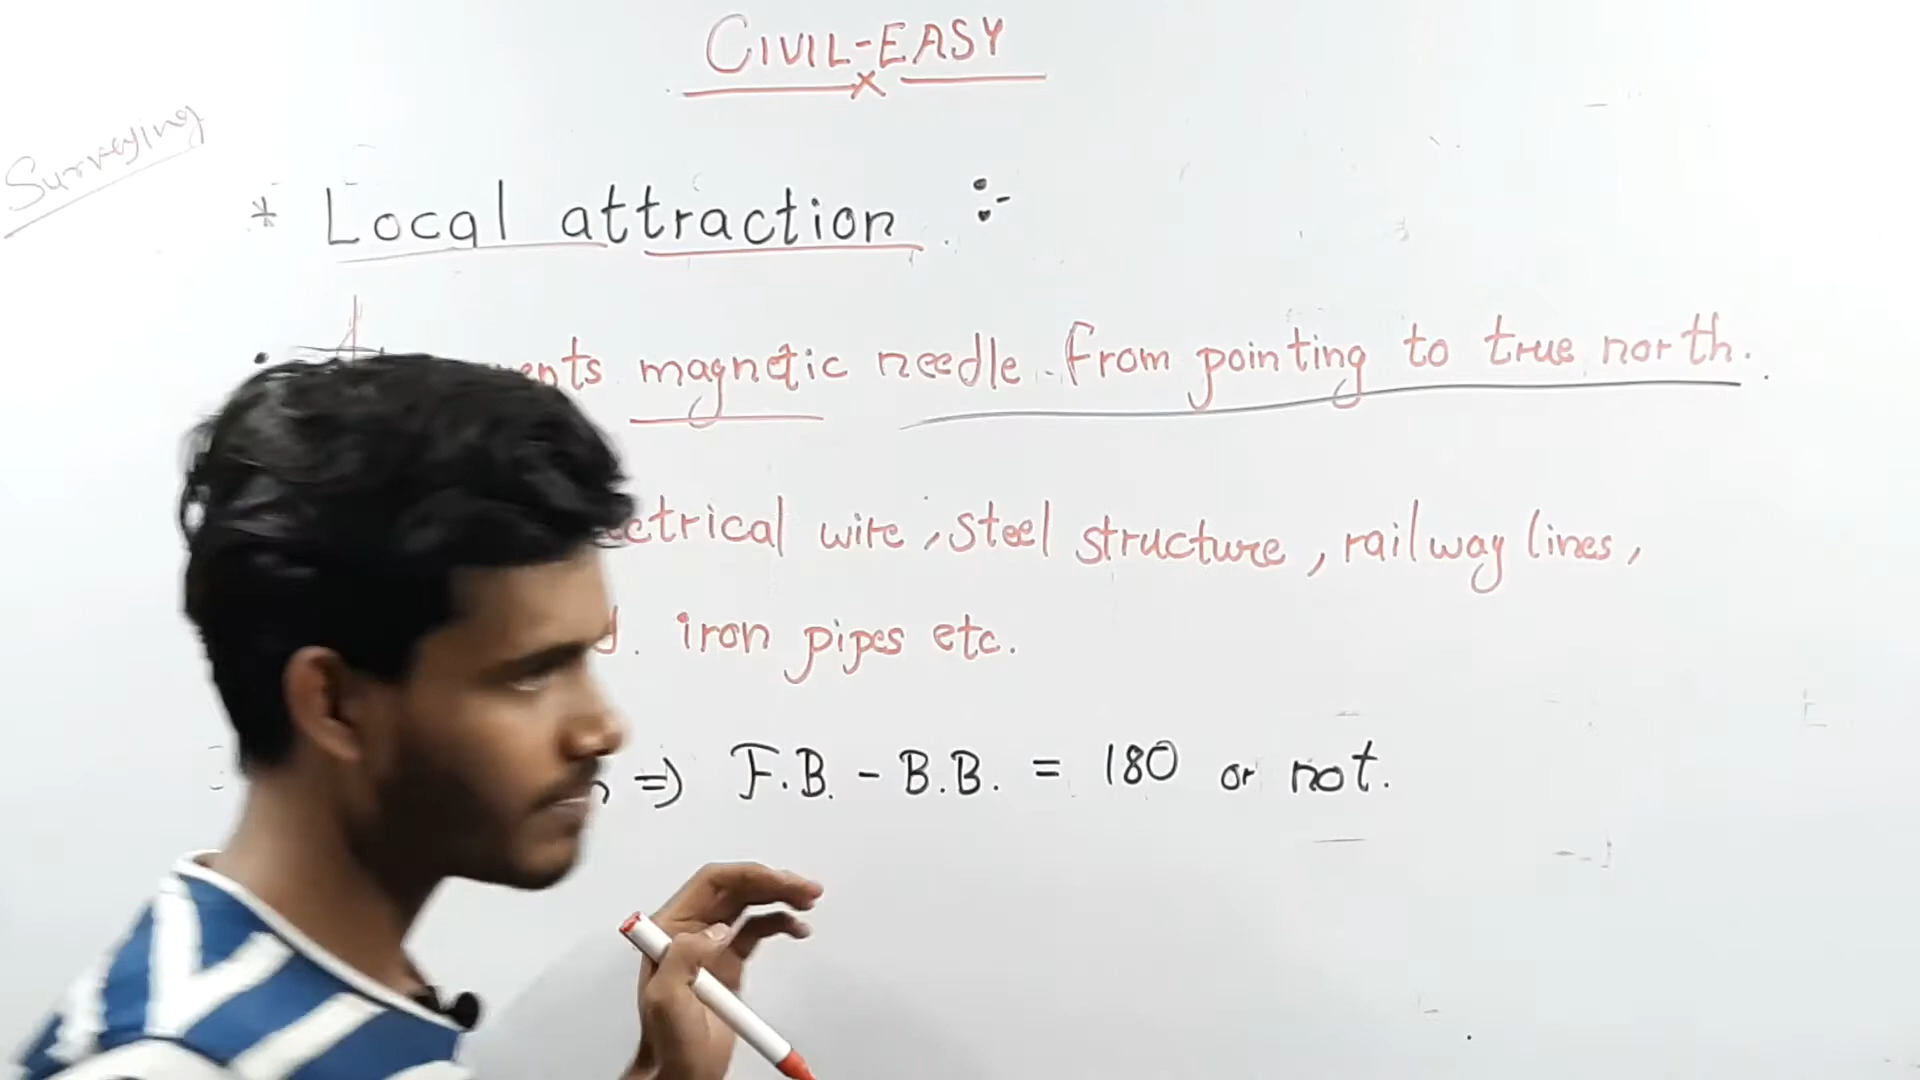 CIVIL-EASY
Surveying
* Local attraction :-
magnetic needle from pointing to true north.
wire, steel structure, railway lines,
iron pipes etc.
=) F.B. - B.B. = 180 or not.